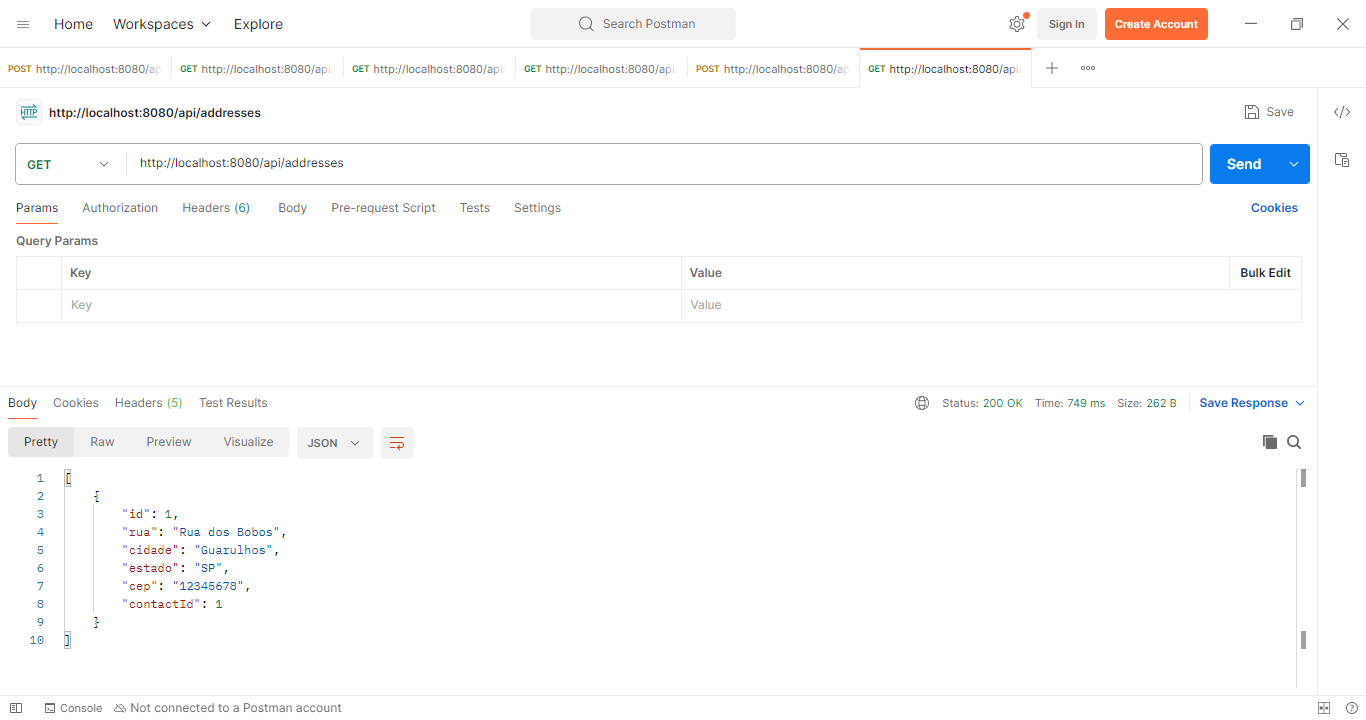 Home Workspaces Explore Search Postman Sign In Create Account
POST http://localhost:8080/ap GET http://localhost:8080/api/ GET http://localhost:8080/api/ GET http://localhost:8080/api/ POST http://localhost:8080/ap GET http://localhost:8080/api
HTTP http://localhost:8080/api/addresses Save
GET http://localhost:8080/api/addresses Send
Params Authorization Headers (6) Body Pre-request Script Tests Settings Cookies
Query Params
Key Value Bulk Edit
Key Value
Body Cookies Headers (5) Test Results Status: 200 OK Time: 749 ms Size: 262 B Save Response
Pretty Raw Preview Visualize JSON
1 [
2 {
3 "id": 1,
4 "rua": "Rua dos Bobos",
5 "cidade": "Guarulhos",
6 "estado": "SP",
7 "cep": "12345678",
8 "contactId": 1
9 }
10 ]
Console Not connected to a Postman account